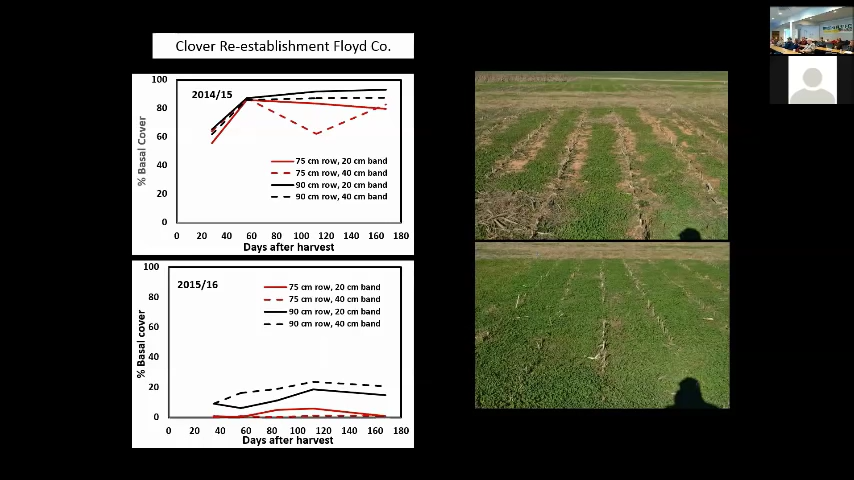 Clover Re-establishment Floyd Co.
100
80
60
40
20
0
% Basal Cover
2014/15
75 cm row, 20 cm band
75 cm row, 40 cm band
90 cm row, 20 cm band
90 cm row, 40 cm band
0 20 40 60 80 100 120 140 160 180
Days after harvest
100
80
60
40
20
0
% Basal cover
2015/16
75 cm row, 20 cm band
75 cm row, 40 cm band
90 cm row, 20 cm band
90 cm row, 40 cm band
0 20 40 60 80 100 120 140 160 180
Days after harvest